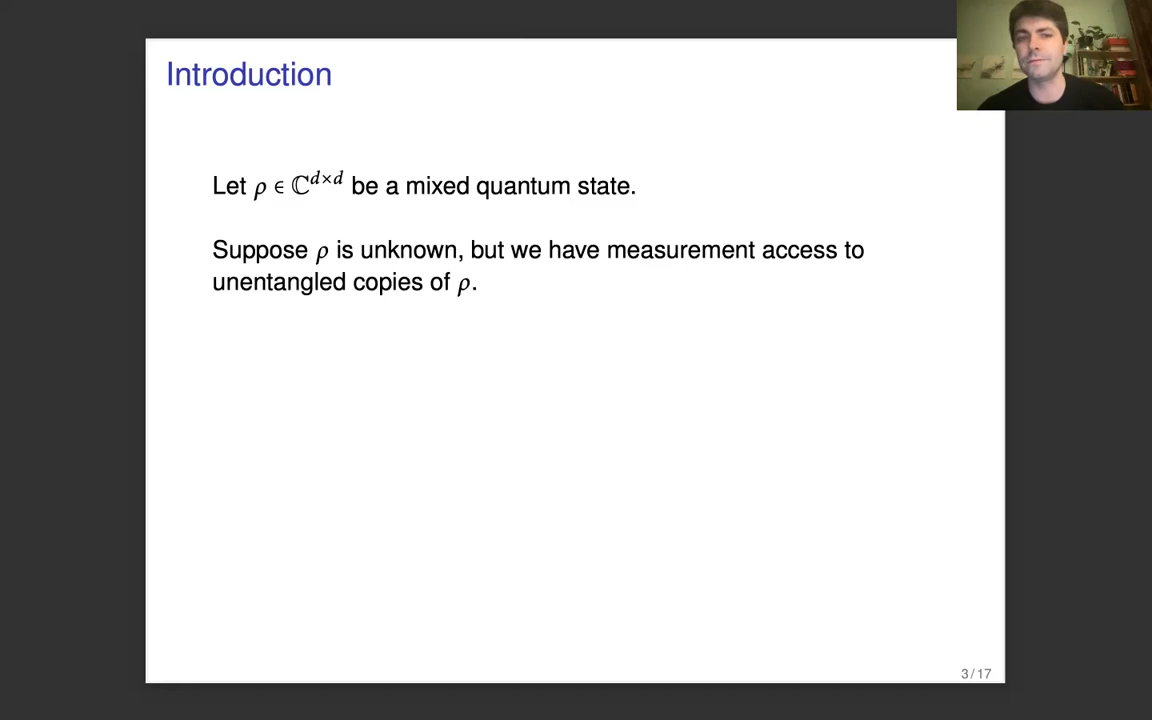 Introduction
Let ρ ∈ ℂ^{d×d} be a mixed quantum state.
Suppose ρ is unknown, but we have measurement access to
unentangled copies of ρ.
3 / 17